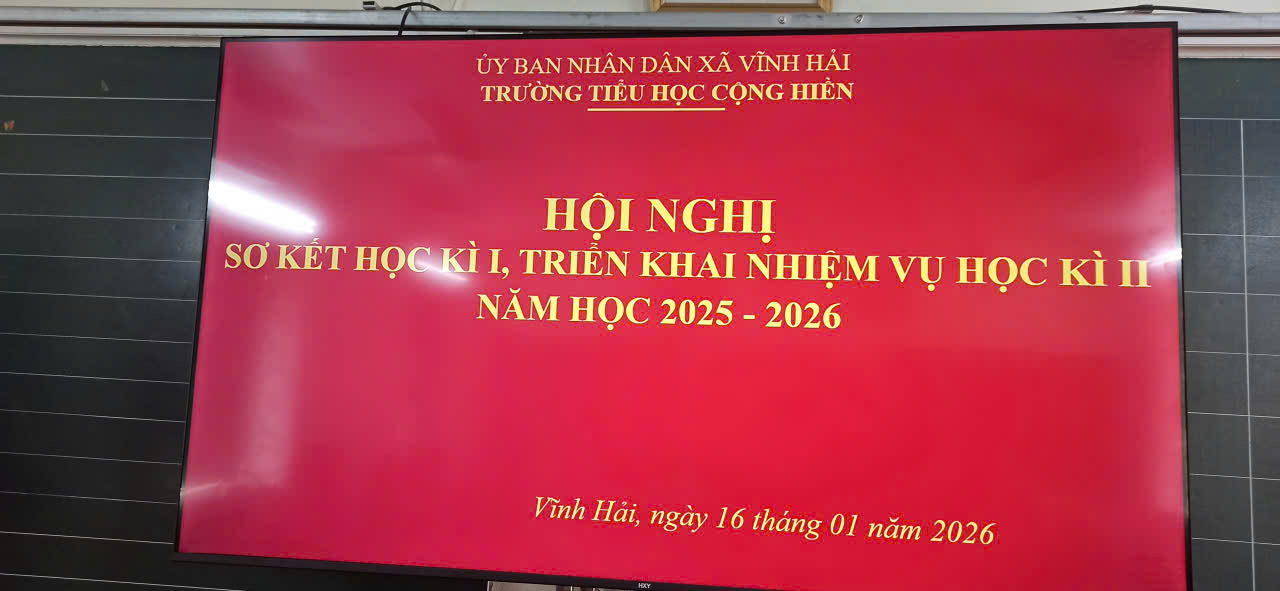 ỦY BAN NHÂN DÂN XÃ VĨNH HẢI
TRƯỜNG TIỂU HỌC CỘNG HIỀN
HỘI NGHỊ
SƠ KẾT HỌC KÌ I, TRIỂN KHAI NHIỆM VỤ HỌC KÌ II
NĂM HỌC 2025 - 2026
Vĩnh Hải, ngày 16 tháng 01 năm 2026
HXY